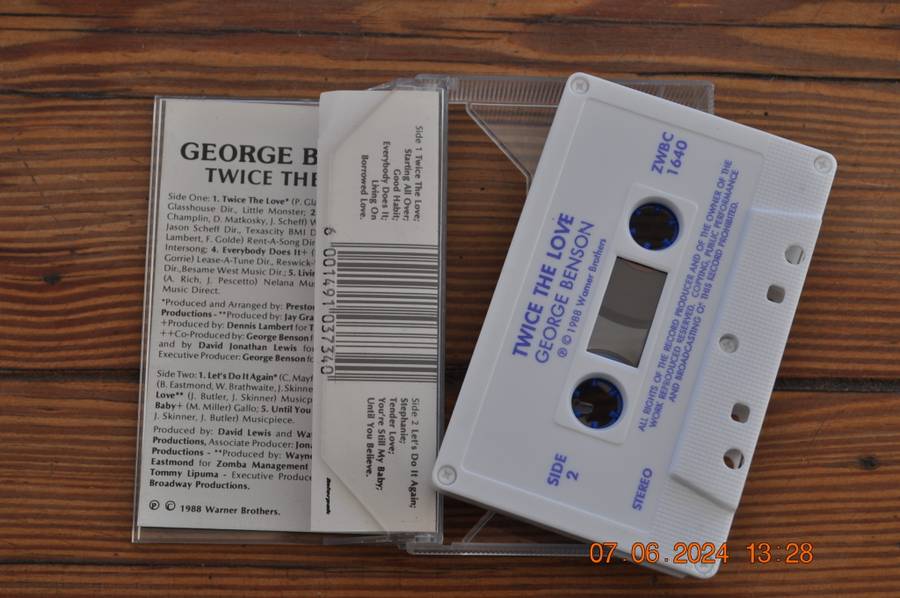 GEORGE B
TWICE THE
Side One: 1. Twice The Love* (P. Gla
Glasshouse Dir., Little Monster; 2
Champlin, D. Matkosky, J. Scheff) W
Jason Scheff Dir., Texascity BMI D
Lambert, F. Golde) Rent-A-Song Dir
Intersong; 4. Everybody Does It+ (
Gorrie) Lease-A-Tune Dir., Reswick-
Dir., Besame West Music Dir.; 5. Livin
(A. Rich, J. Pescetto) Nelana Mus
Music Direct.
*Produced and Arranged by: Presto
Productions - **Produced by: Jay Gra
+Produced by: Dennis Lambert for T
++Co-Produced by: George Benson f
and by David Jonathan Lewis fo
Executive Producer: George Benson fo
Side Two: 1. Let's Do It Again* (C. Mayf
(B. Eastmond, W. Brathwaite, J. Skinne
Love** (J. Butler, J. Skinner) Musicp
Baby+ (M. Miller) Gallo; 5. Until You
J. Skinner, J. Butler) Musicpiece.
Produced by: David Lewis and Wa
Productions, Associate Producer: Jona
Productions - **Produced by: Wayne
Eastmond for Zomba Management
Tommy Lipuma - Executive Produce
Broadway Productions.
℗ © 1988 Warner Brothers.
Side 1 Twice The Love;
Starting All Over;
Good Habit;
Everybody Does It;
Living On
Borrowed Love.
6 001491 037340
Side 2 Let's Do It Again;
Stephanie;
Tender Love;
You're Still My Baby;
Until You Believe.
ZWBC
1640
TWICE THE LOVE
GEORGE BENSON
℗ © 1988 Warner Brothers
ALL RIGHTS OF THE RECORD PRODUCER AND OF THE OWNER OF THE
WORK REPRODUCED RESERVED. COPYING, PUBLIC PERFORMANCE
AND BROADCASTING OF THIS RECORD PROHIBITED.
SIDE
2
STEREO
07.06.2024 13:28